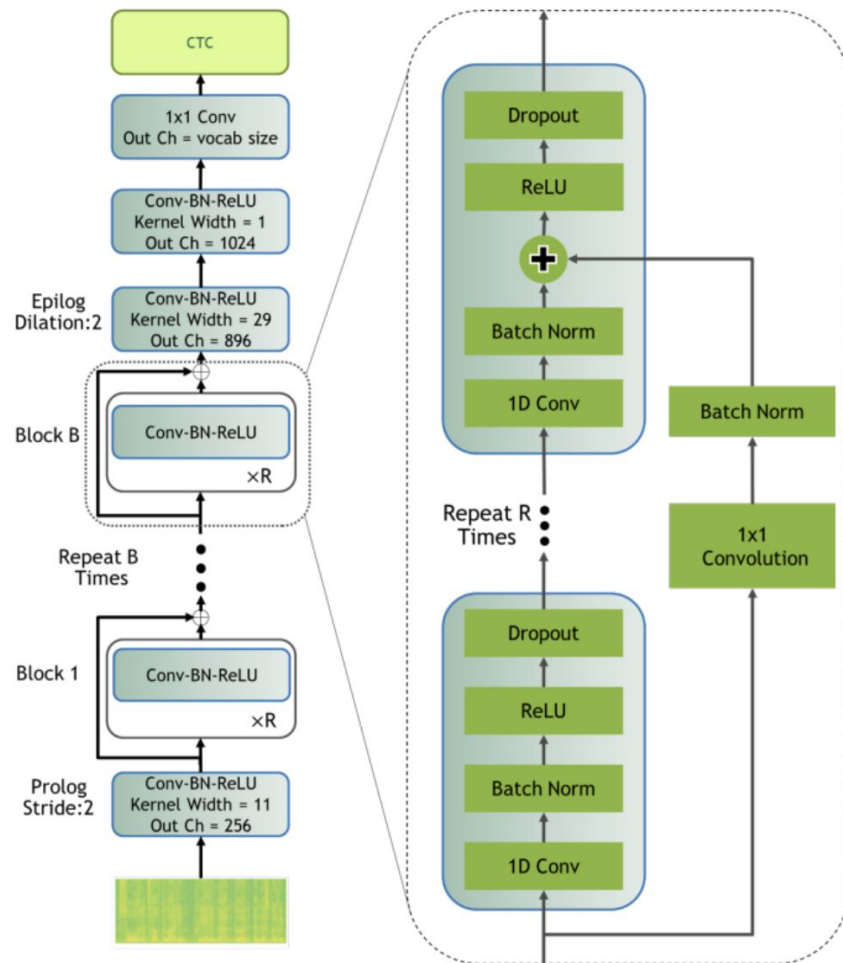 CTC
1x1 Conv
Out Ch = vocab size
Conv-BN-ReLU
Kernel Width = 1
Out Ch = 1024
Epilog
Dilation:2
Conv-BN-ReLU
Kernel Width = 29
Out Ch = 896
Block B
Conv-BN-ReLU
×R
Repeat B
Times
Block 1
Conv-BN-ReLU
×R
Prolog
Stride:2
Conv-BN-ReLU
Kernel Width = 11
Out Ch = 256
Dropout
ReLU
+
Batch Norm
1D Conv
Batch Norm
1x1
Convolution
Repeat R
Times
Dropout
ReLU
Batch Norm
1D Conv